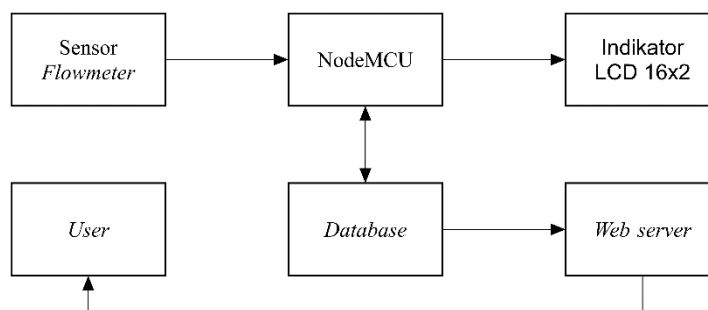 Sensor
Flowmeter
NodeMCU
Indikator
LCD 16x2
User
Database
Web server